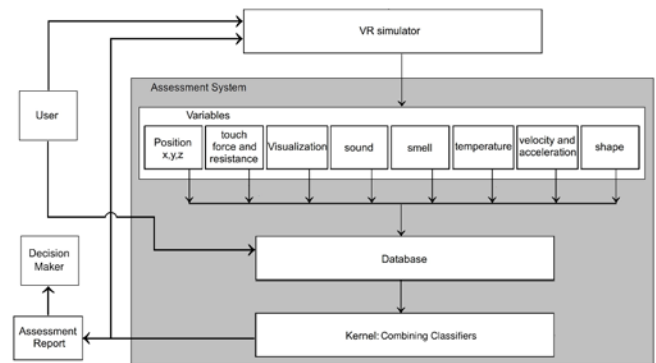 VR simulator
Assessment System
Variables
Position
x,y,z
touch
force and
resistance
Visualization
sound
smell
temperature
velocity and
acceleration
shape
User
Database
Decision
Maker
Assessment
Report
Kernel: Combining Classifiers